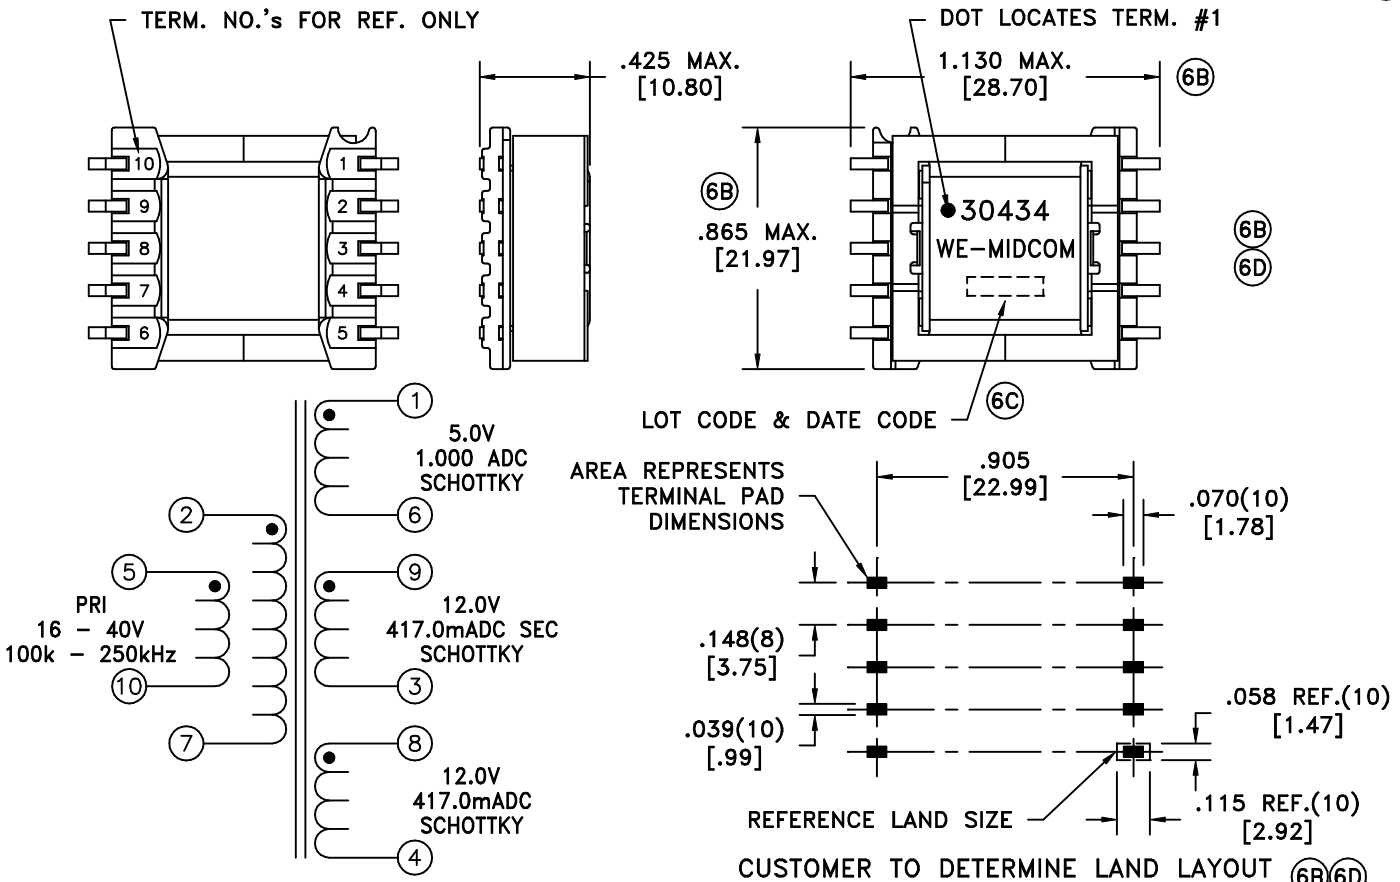 TERM. NO.'s FOR REF. ONLY
DOT LOCATES TERM. #1
.425 MAX.
[10.80]
1.130 MAX.
[28.70]
6B
10
9
8
7
6
1
2
3
4
5
6B
.865 MAX.
[21.97]
30434
WE-MIDCOM
6B
6D
LOT CODE & DATE CODE
6C
1
5.0V
1.000 ADC
SCHOTTKY
6
2
5
PRI
16 - 40V
100k - 250kHz
10
7
9
12.0V
417.0mADC SEC
SCHOTTKY
3
8
12.0V
417.0mADC
SCHOTTKY
4
AREA REPRESENTS
TERMINAL PAD
DIMENSIONS
.905
[22.99]
.070(10)
[1.78]
.148(8)
[3.75]
.039(10)
[.99]
.058 REF.(10)
[1.47]
REFERENCE LAND SIZE
.115 REF.(10)
[2.92]
CUSTOMER TO DETERMINE LAND LAYOUT
6B
6D